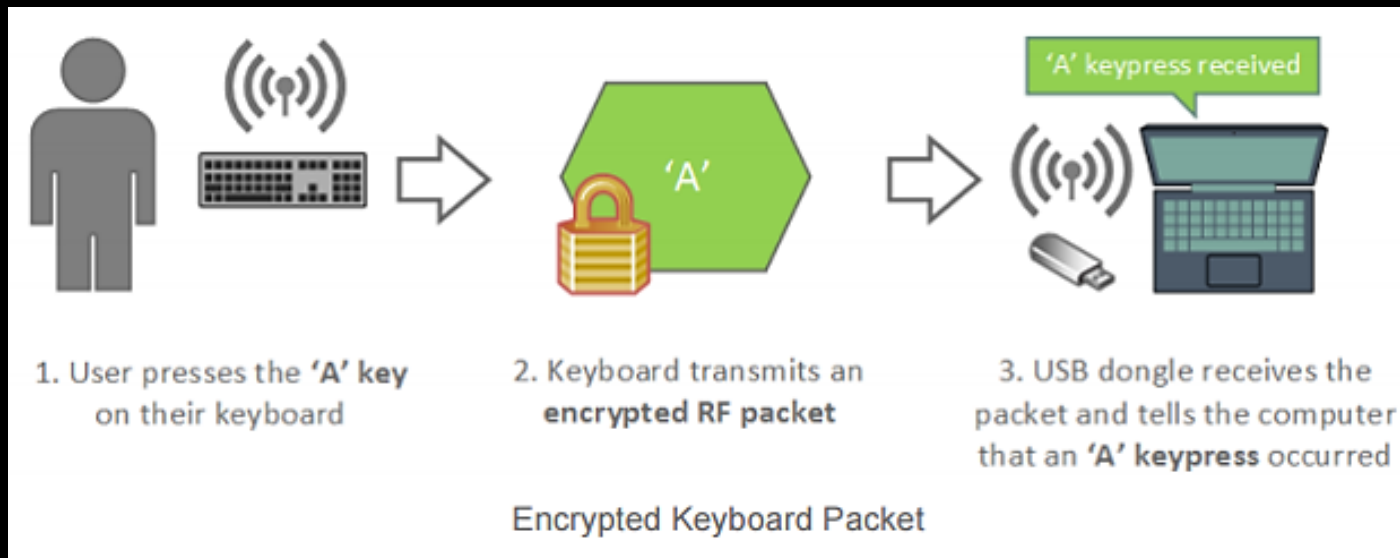 'A' keypress received
'A'
1. User presses the 'A' key
on their keyboard
2. Keyboard transmits an
encrypted RF packet
3. USB dongle receives the
packet and tells the computer
that an 'A' keypress occurred
Encrypted Keyboard Packet